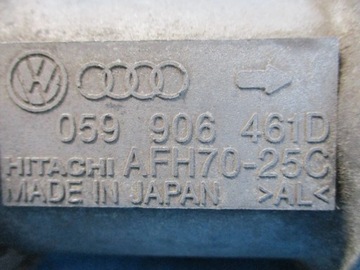 059 906 461D
HITACHI AFH70-25C
MADE IN JAPAN >AL<